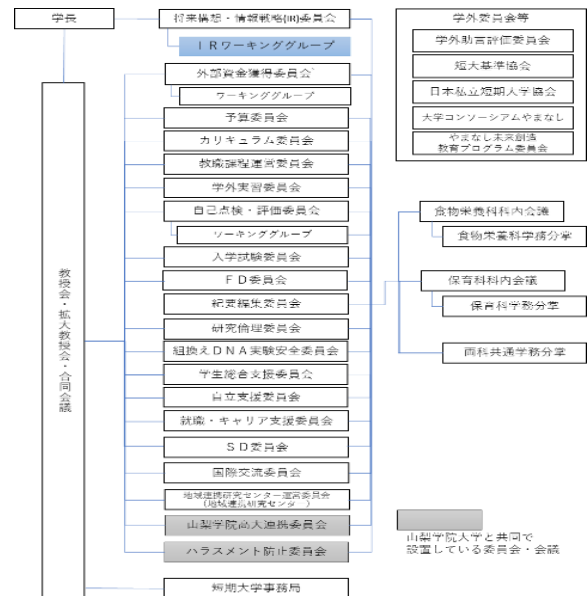 学長
将来構想・情報戦略(IR)委員会
ＩＲワーキンググループ
外部資金獲得委員会
ワーキンググループ
予算委員会
カリキュラム委員会
教職課程運営委員会
学外実習委員会
自己点検・評価委員会
ワーキンググループ
入学試験委員会
ＦＤ委員会
紀要編集委員会
研究倫理委員会
組換えＤＮＡ実験安全委員会
学生総合支援委員会
自立支援委員会
就職・キャリア支援委員会
ＳＤ委員会
国際交流委員会
地域連携研究センター運営委員会
(地域連携研究センター)
山梨学院高大連携委員会
ハラスメント防止委員会
短期大学事務局
教授会・拡大教授会・合同会議
学外委員会等
学外助言評価委員会
短大基準協会
日本私立短期大学協会
大学コンソーシアムやまなし
やまなし未来創造
教育プログラム委員会
食物栄養科科内会議
食物栄養科学務分掌
保育科科内会議
保育科学務分掌
両科共通学務分掌
山梨学院大学と共同で
設置している委員会・会議